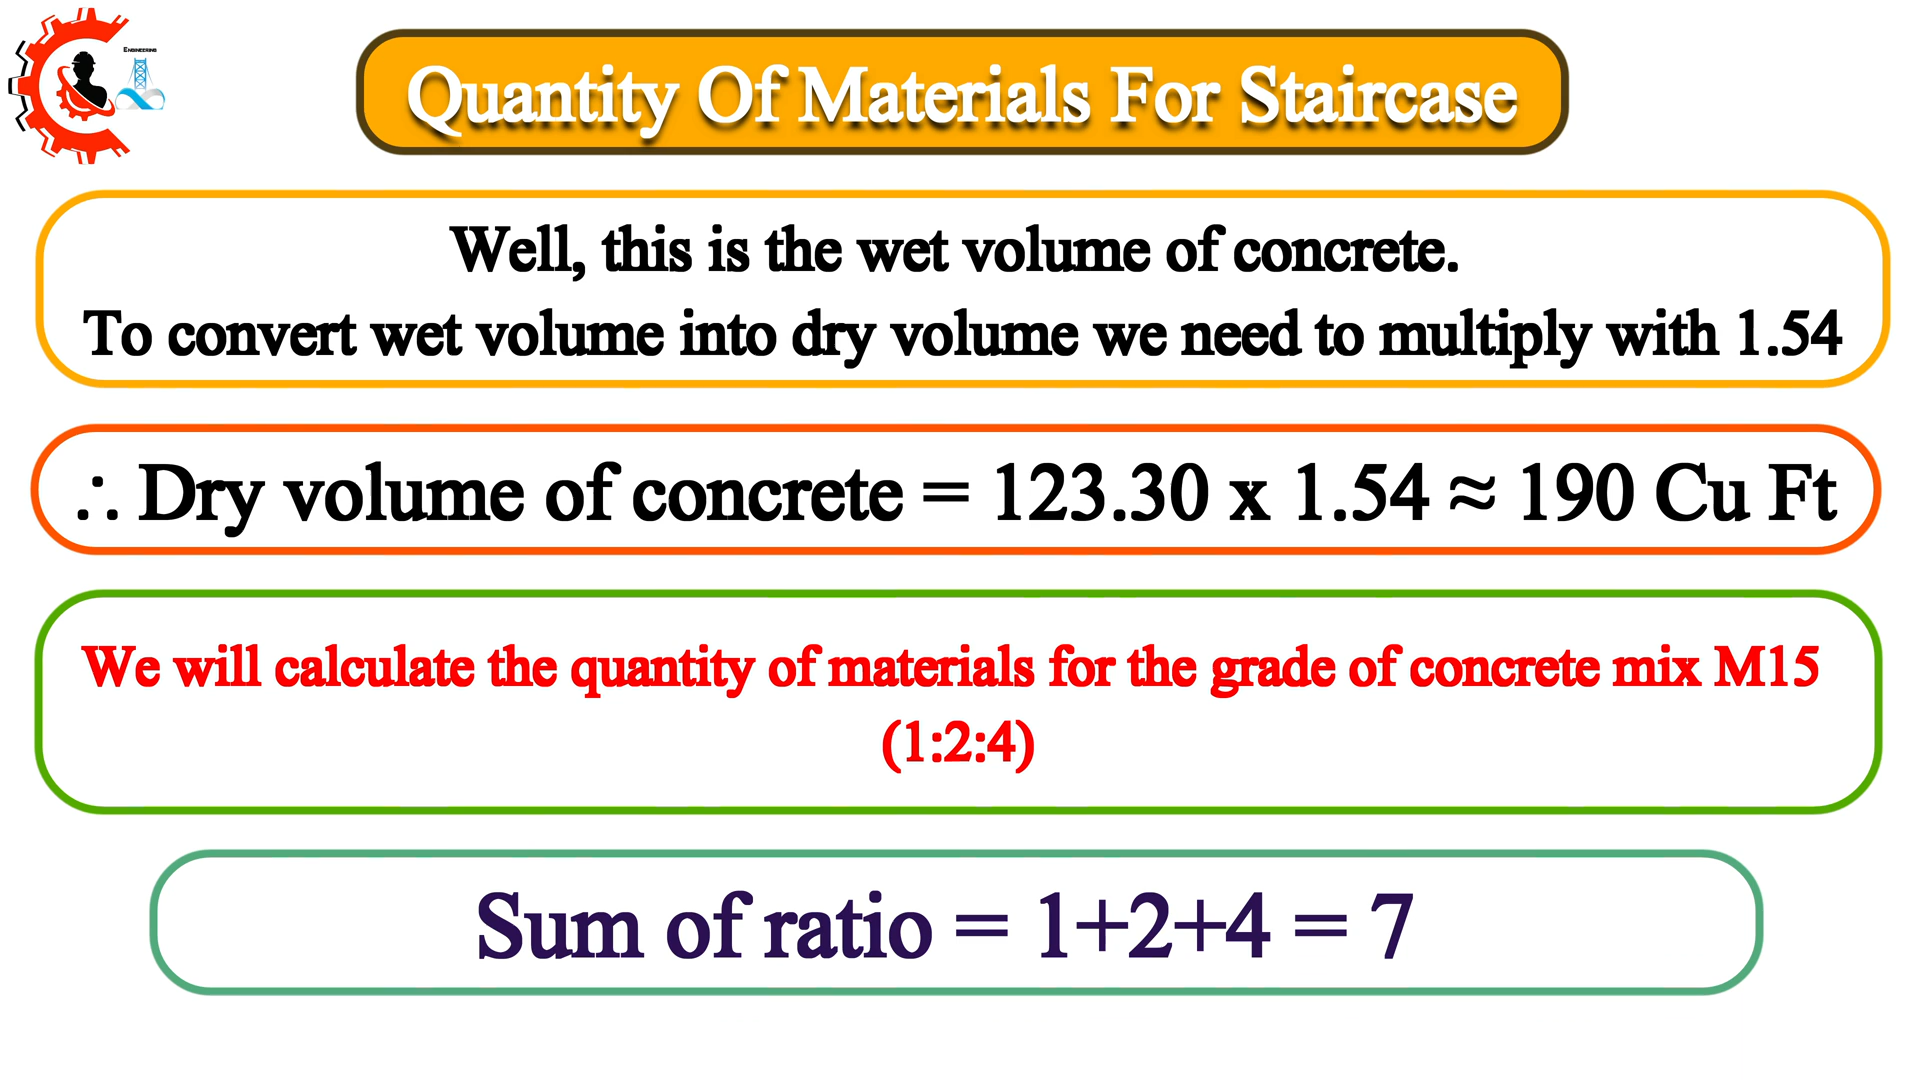 Engineering
Quantity Of Materials For Staircase
Well, this is the wet volume of concrete.
To convert wet volume into dry volume we need to multiply with 1.54
∴ Dry volume of concrete = 123.30 x 1.54 ≈ 190 Cu Ft
We will calculate the quantity of materials for the grade of concrete mix M15
(1:2:4)
Sum of ratio = 1+2+4 = 7